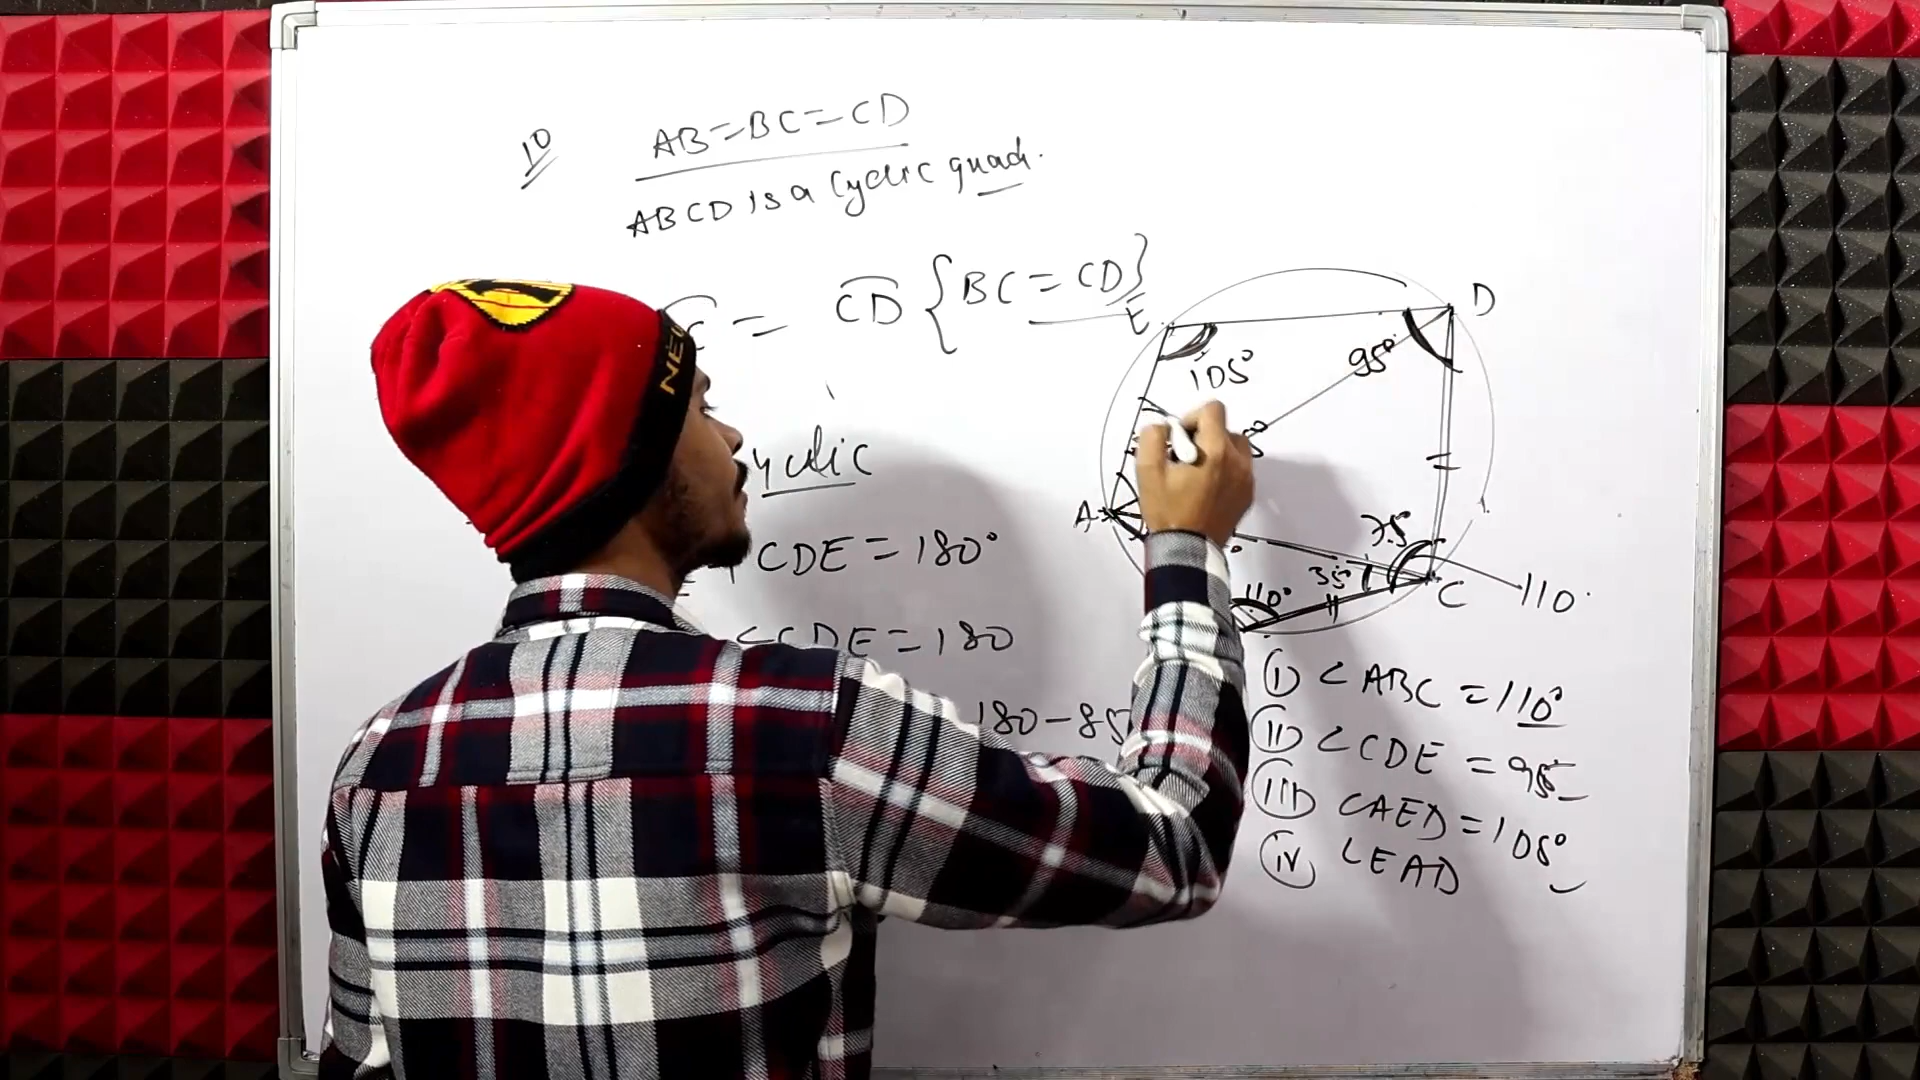 10
AB=BC=CD
ABCD is a cyclic quad.
= CD {BC = CD}
CDE = 180°
<CDE = 180
180-85
NEO
E
D
105°
95°
A
75°
35°
110°
C
110
(i) <ABC = 110°
(ii) <CDE = 95
(iii) <AED = 105°
(iv) <EAD